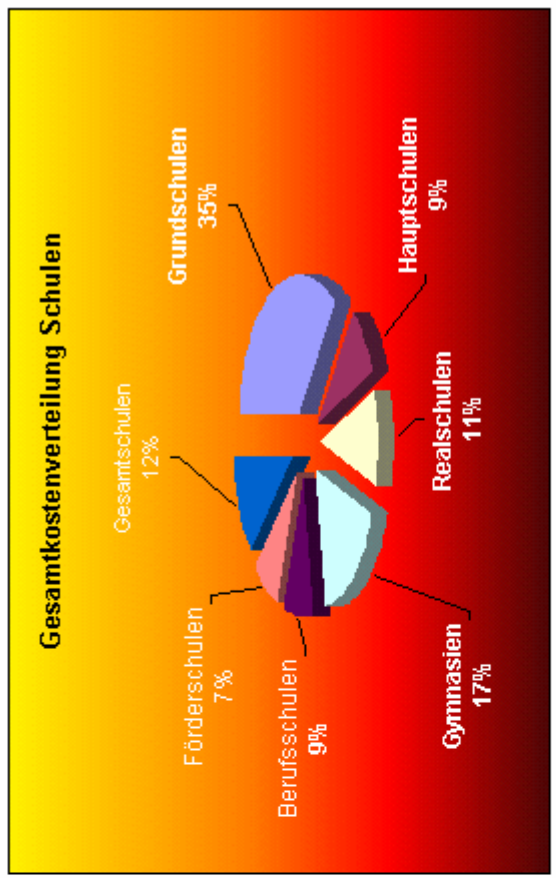 Gesamtkostenverteilung Schulen
Gesamtschulen
12%
Grundschulen
35%
Förderschulen
7%
Hauptschulen
9%
Berufsschulen
9%
Realschulen
11%
Gymnasien
17%